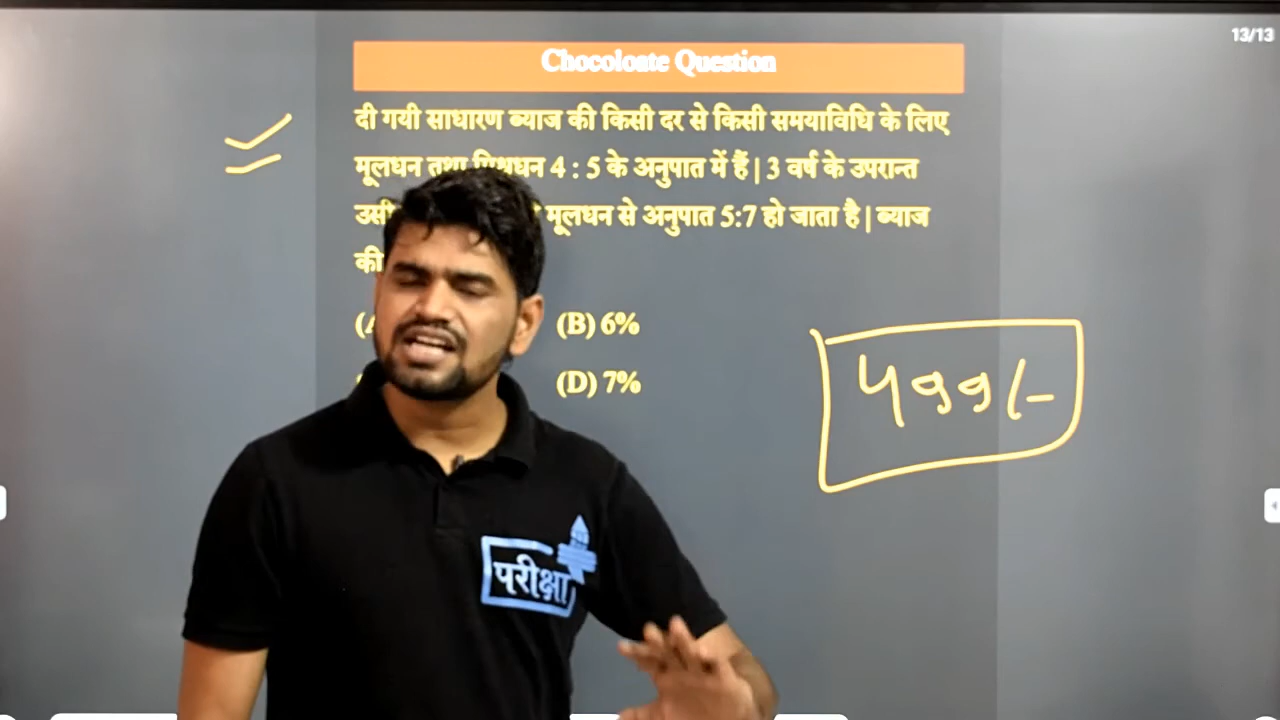 13/13
Chocoloate Question
दी गयी साधारण ब्याज की किसी दर से किसी समयाविधि के लिए
मूलधन तथा मिश्रधन 4 : 5 के अनुपात में हैं | 3 वर्ष के उपरान्त
मूलधन से अनुपात 5:7 हो जाता है | ब्याज
की
(B) 6%
(D) 7%
499/-
परीक्षा